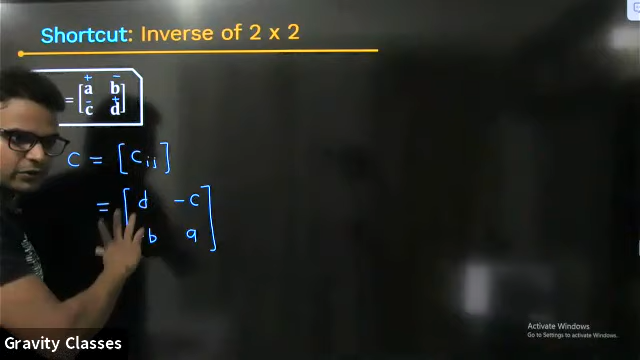 Shortcut: Inverse of 2 x 2
= [a b
c d]
+ −
− +
C = [Cij]
= [d −c
b a]
Activate Windows
Go to Settings to activate Windows.
Gravity Classes